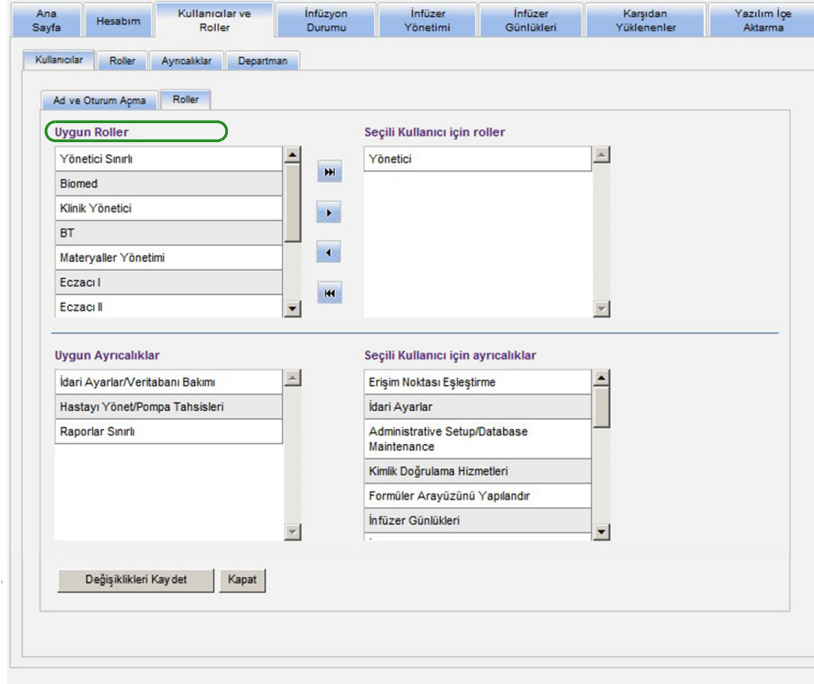 Ana
Sayfa
Hesabım
Kullanıcılar ve
Roller
İnfüzyon
Durumu
İnfüzer
Yönetimi
İnfüzer
Günlükleri
Karşıdan
Yüklenenler
Yazılım İçe
Aktarma
Kullanıcılar
Roller
Ayrıcalıklar
Departman
Ad ve Oturum Açma
Roller
Uygun Roller
Yönetici Sınırlı
Biomed
Klinik Yönetici
BT
Materyaller Yönetimi
Eczacı I
Eczacı II
Seçili Kullanıcı için roller
Yönetici
Uygun Ayrıcalıklar
İdari Ayarlar/Veritabanı Bakımı
Hastayı Yönet/Pompa Tahsisleri
Raporlar Sınırlı
Seçili Kullanıcı için ayrıcalıklar
Erişim Noktası Eşleştirme
İdari Ayarlar
Administrative Setup/Database
Maintenance
Kimlik Doğrulama Hizmetleri
Formüler Arayüzünü Yapılandır
İnfüzer Günlükleri
Değişiklikleri Kaydet
Kapat